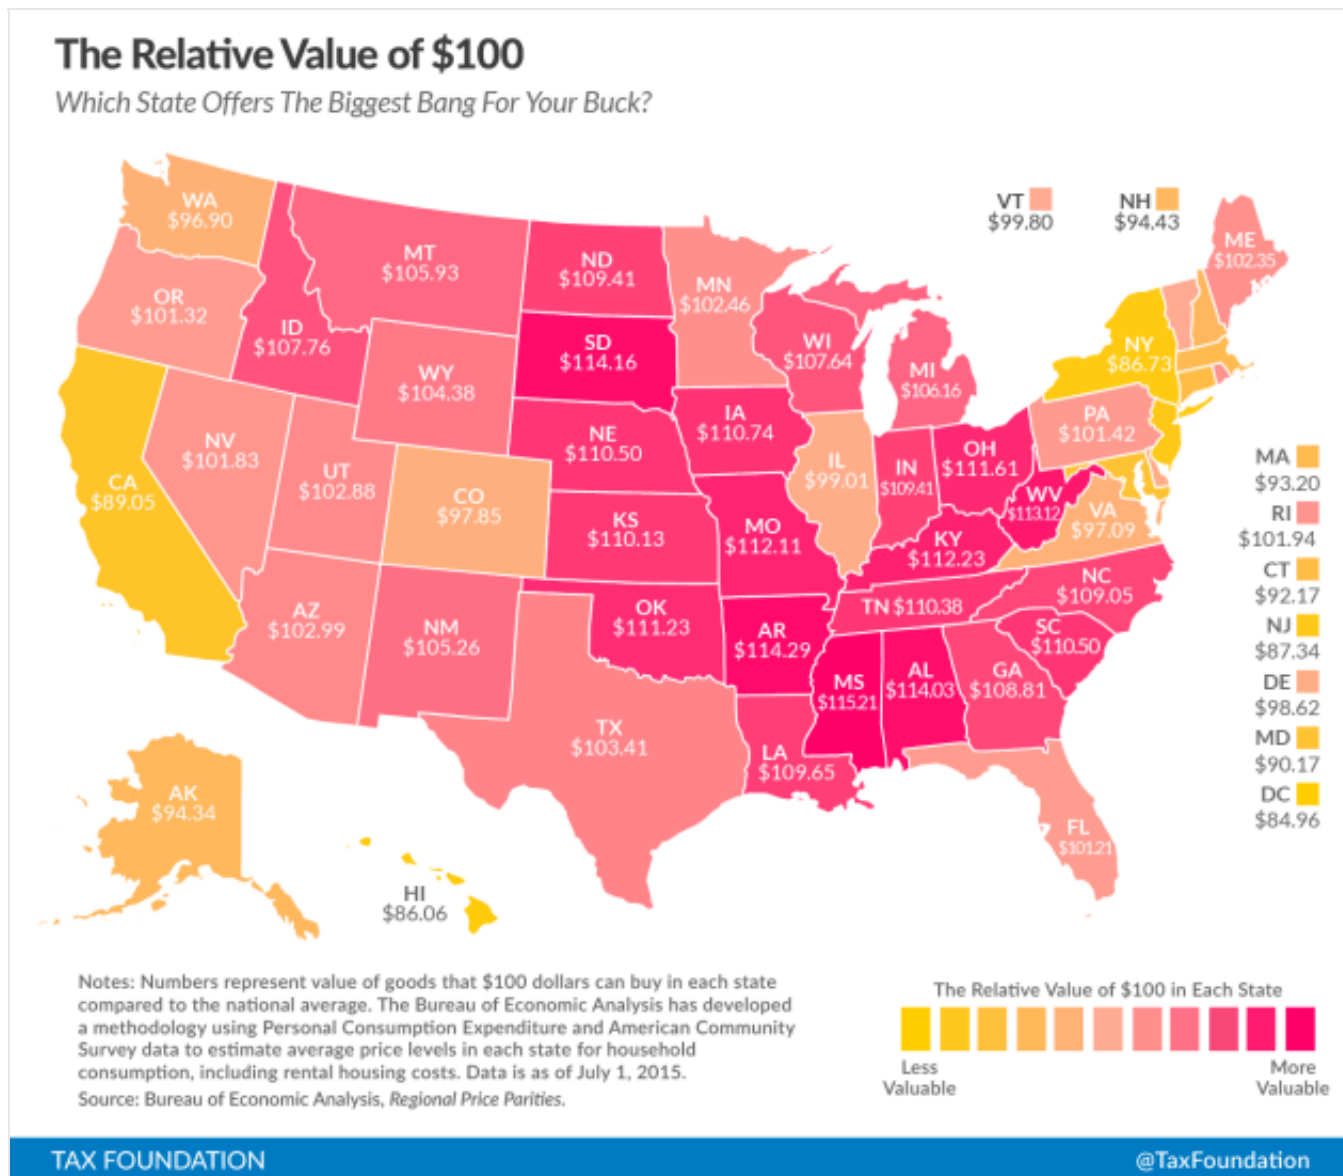 The Relative Value of $100
Which State Offers The Biggest Bang For Your Buck?
WA
$96.90
VT
$99.80
NH
$94.43
ME
$102.35
MT
$105.93
ND
$109.41
MN
$102.46
OR
$101.32
ID
$107.76
SD
$114.16
WI
$107.64
MI
$106.16
NY
$86.73
WY
$104.38
IA
$110.74
NE
$110.50
PA
$101.42
NV
$101.83
UT
$102.88
CA
$89.05
CO
$97.85
IL
$99.01
IN
$109.41
OH
$111.61
WV
$113.12
VA
$97.09
MA
$93.20
RI
$101.94
CT
$92.17
NJ
$87.34
DE
$98.62
MD
$90.17
DC
$84.96
KS
$110.13
MO
$112.11
KY
$112.23
NC
$109.05
TN $110.38
AZ
$102.99
NM
$105.26
OK
$111.23
AR
$114.29
SC
$110.50
MS
$115.21
AL
$114.03
GA
$108.81
TX
$103.41
LA
$109.65
FL
$101.21
AK
$94.34
HI
$86.06
Notes: Numbers represent value of goods that $100 dollars can buy in each state
compared to the national average. The Bureau of Economic Analysis has developed
a methodology using Personal Consumption Expenditure and American Community
Survey data to estimate average price levels in each state for household
consumption, including rental housing costs. Data is as of July 1, 2015.
Source: Bureau of Economic Analysis, Regional Price Parities.
The Relative Value of $100 in Each State
Less
Valuable
More
Valuable
TAX FOUNDATION
@TaxFoundation